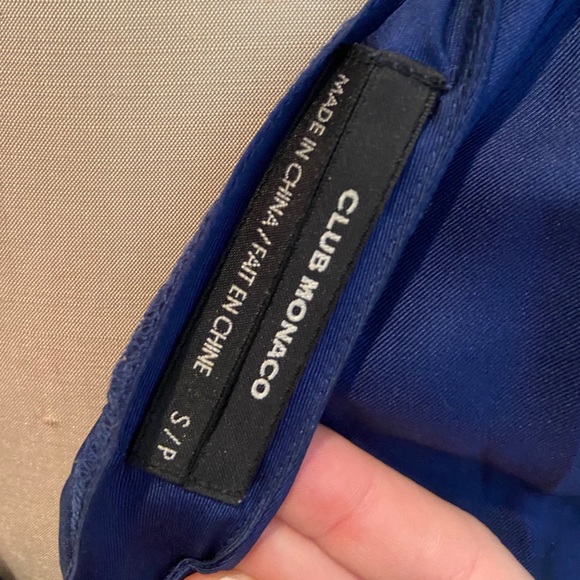 CLUB MONACO
MADE IN CHINA / FAIT EN CHINE
S/P